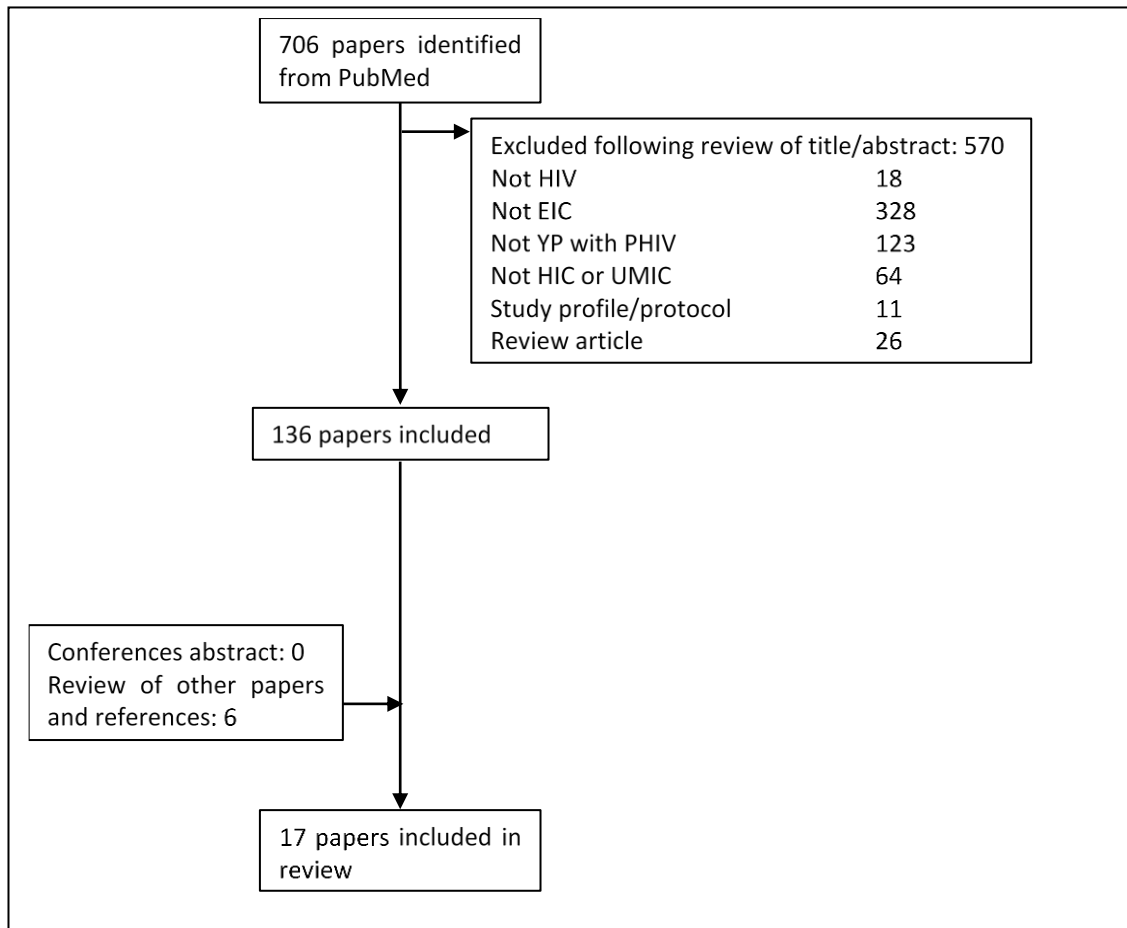 706 papers identified
from PubMed
Excluded following review of title/abstract: 570
Not HIV 18
Not EIC 328
Not YP with PHIV 123
Not HIC or UMIC 64
Study profile/protocol 11
Review article 26
136 papers included
Conferences abstract: 0
Review of other papers
and references: 6
17 papers included in
review